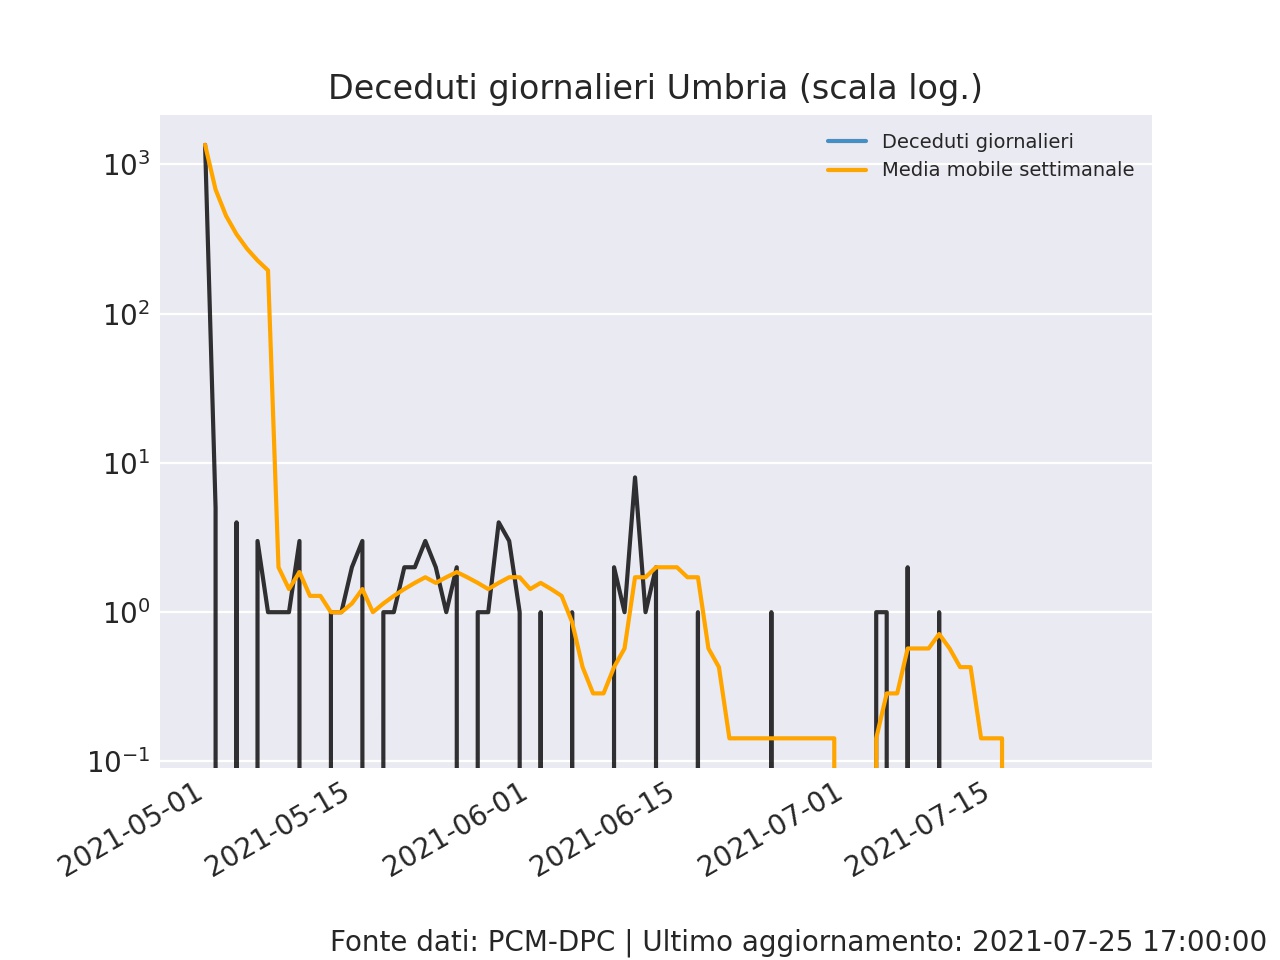 Deceduti giornalieri Umbria (scala log.)
Deceduti giornalieri
Media mobile settimanale
10³
10²
10¹
10⁰
10⁻¹
2021-05-01
2021-05-15
2021-06-01
2021-06-15
2021-07-01
2021-07-15
Fonte dati: PCM-DPC | Ultimo aggiornamento: 2021-07-25 17:00:00